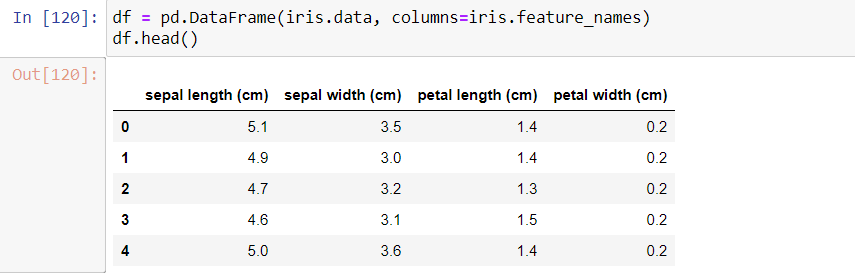 In [120]: df = pd.DataFrame(iris.data, columns=iris.feature_names)
df.head()
Out[120]:
sepal length (cm) sepal width (cm) petal length (cm) petal width (cm)
0 5.1 3.5 1.4 0.2
1 4.9 3.0 1.4 0.2
2 4.7 3.2 1.3 0.2
3 4.6 3.1 1.5 0.2
4 5.0 3.6 1.4 0.2